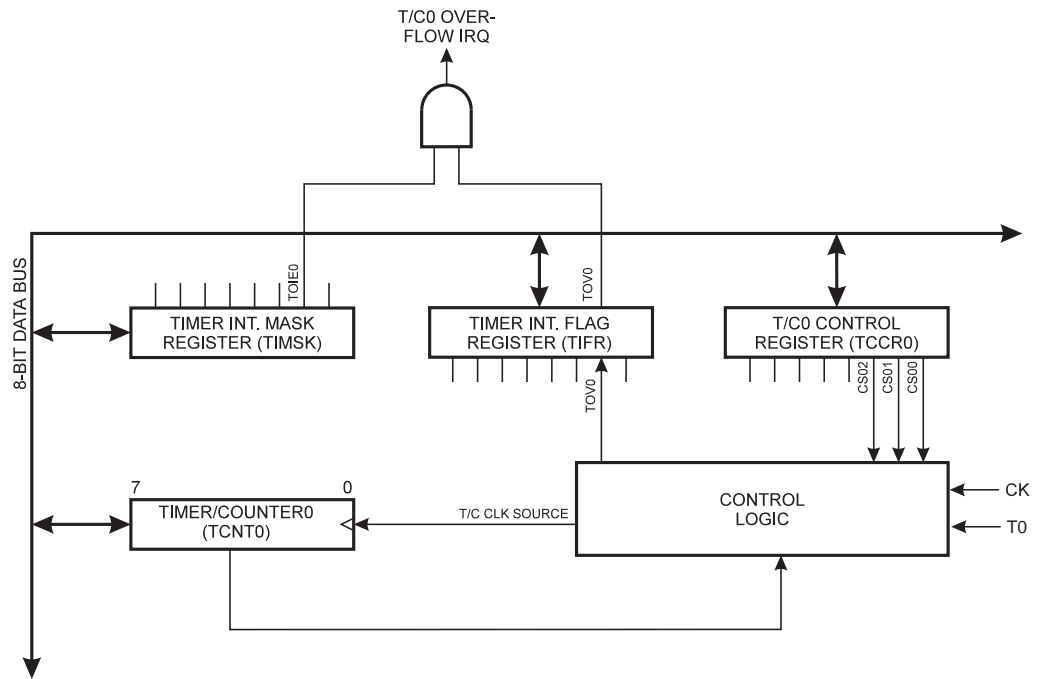 T/C0 OVER-
FLOW IRQ
8-BIT DATA BUS
TOIE0
TOV0
TIMER INT. MASK
REGISTER (TIMSK)
TIMER INT. FLAG
REGISTER (TIFR)
T/C0 CONTROL
REGISTER (TCCR0)
TOV0
CS02
CS01
CS00
7
0
TIMER/COUNTER0
(TCNT0)
T/C CLK SOURCE
CONTROL
LOGIC
CK
T0